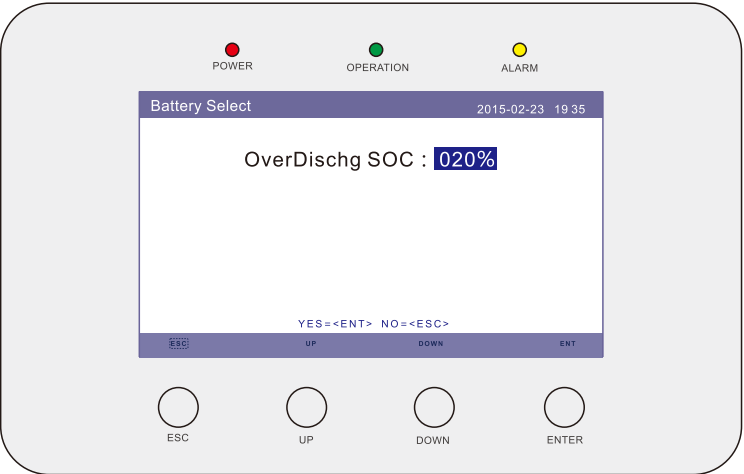 POWER OPERATION ALARM
Battery Select 2015-02-23 19 35
OverDischg SOC : 020%
YES=<ENT> NO=<ESC>
ESC UP DOWN ENT
ESC UP DOWN ENTER